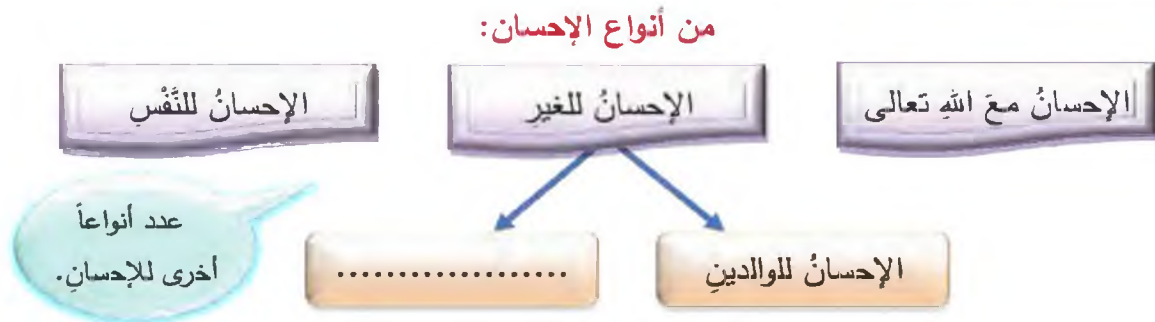 من أنواع الإحسان:
الإحسانُ معَ اللهِ تعالى
الإحسانُ للغيرِ
الإحسانُ للنَّفْسِ
الإحسانُ للوالدينِ
...................
عدد أنواعاً
أخرى للإحسانِ.